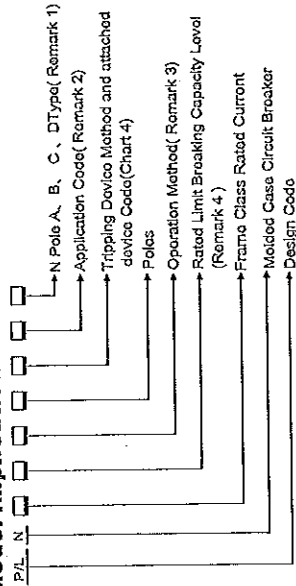 P/L N
N Pole A、B、C、DType( Remark 1)
Application Code( Remark 2)
Tripping Device Method and attached
device Code(Chart 4)
Poles
Operation Method( Remark 3)
Rated Limit Breaking Capacity Level
(Remark 4)
Frame Class Rated Current
Molded Case Circuit Breaker
Design Code